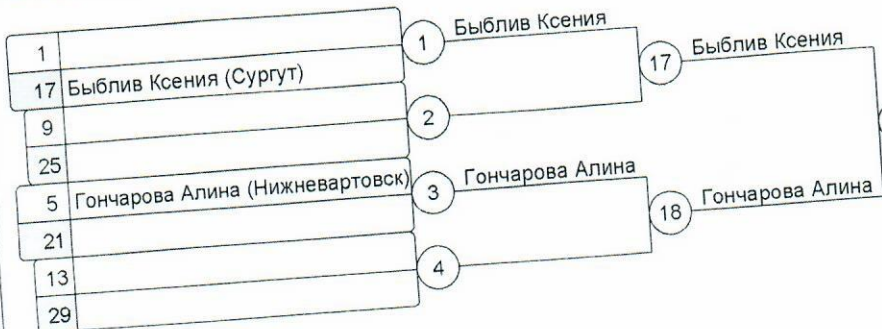 1
17 Быблив Ксения (Сургут)
9
25
5 Гончарова Алина (Нижневартовск)
21
13
29
1 Быблив Ксения
2
3 Гончарова Алина
4
17 Быблив Ксения
18 Гончарова Алина